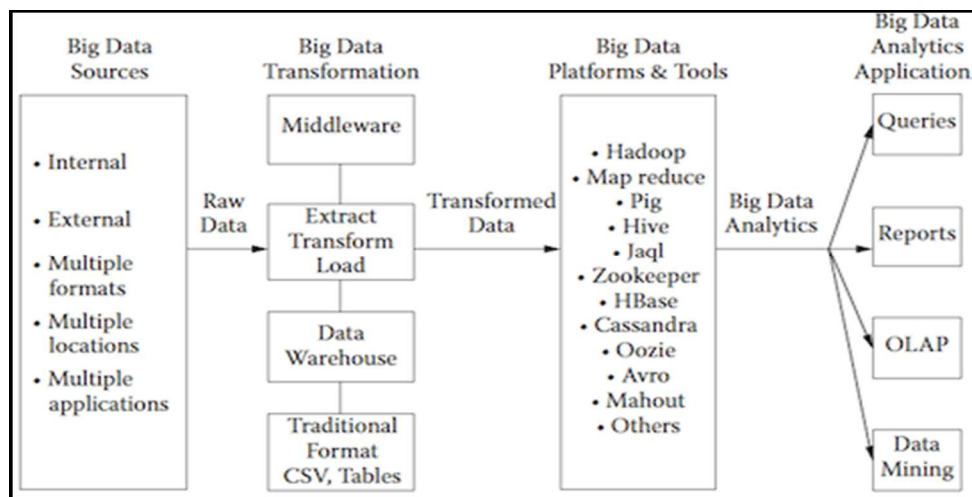 Big Data
Sources
Big Data
Transformation
Big Data
Platforms & Tools
Big Data
Analytics
Applications
• Internal
• External
• Multiple
formats
• Multiple
locations
• Multiple
applications
Raw
Data
Middleware
Extract
Transform
Load
Data
Warehouse
Traditional
Format
CSV, Tables
Transformed
Data
• Hadoop
• Map reduce
• Pig
• Hive
• Jaql
• Zookeeper
• HBase
• Cassandra
• Oozie
• Avro
• Mahout
• Others
Big Data
Analytics
Queries
Reports
OLAP
Data
Mining